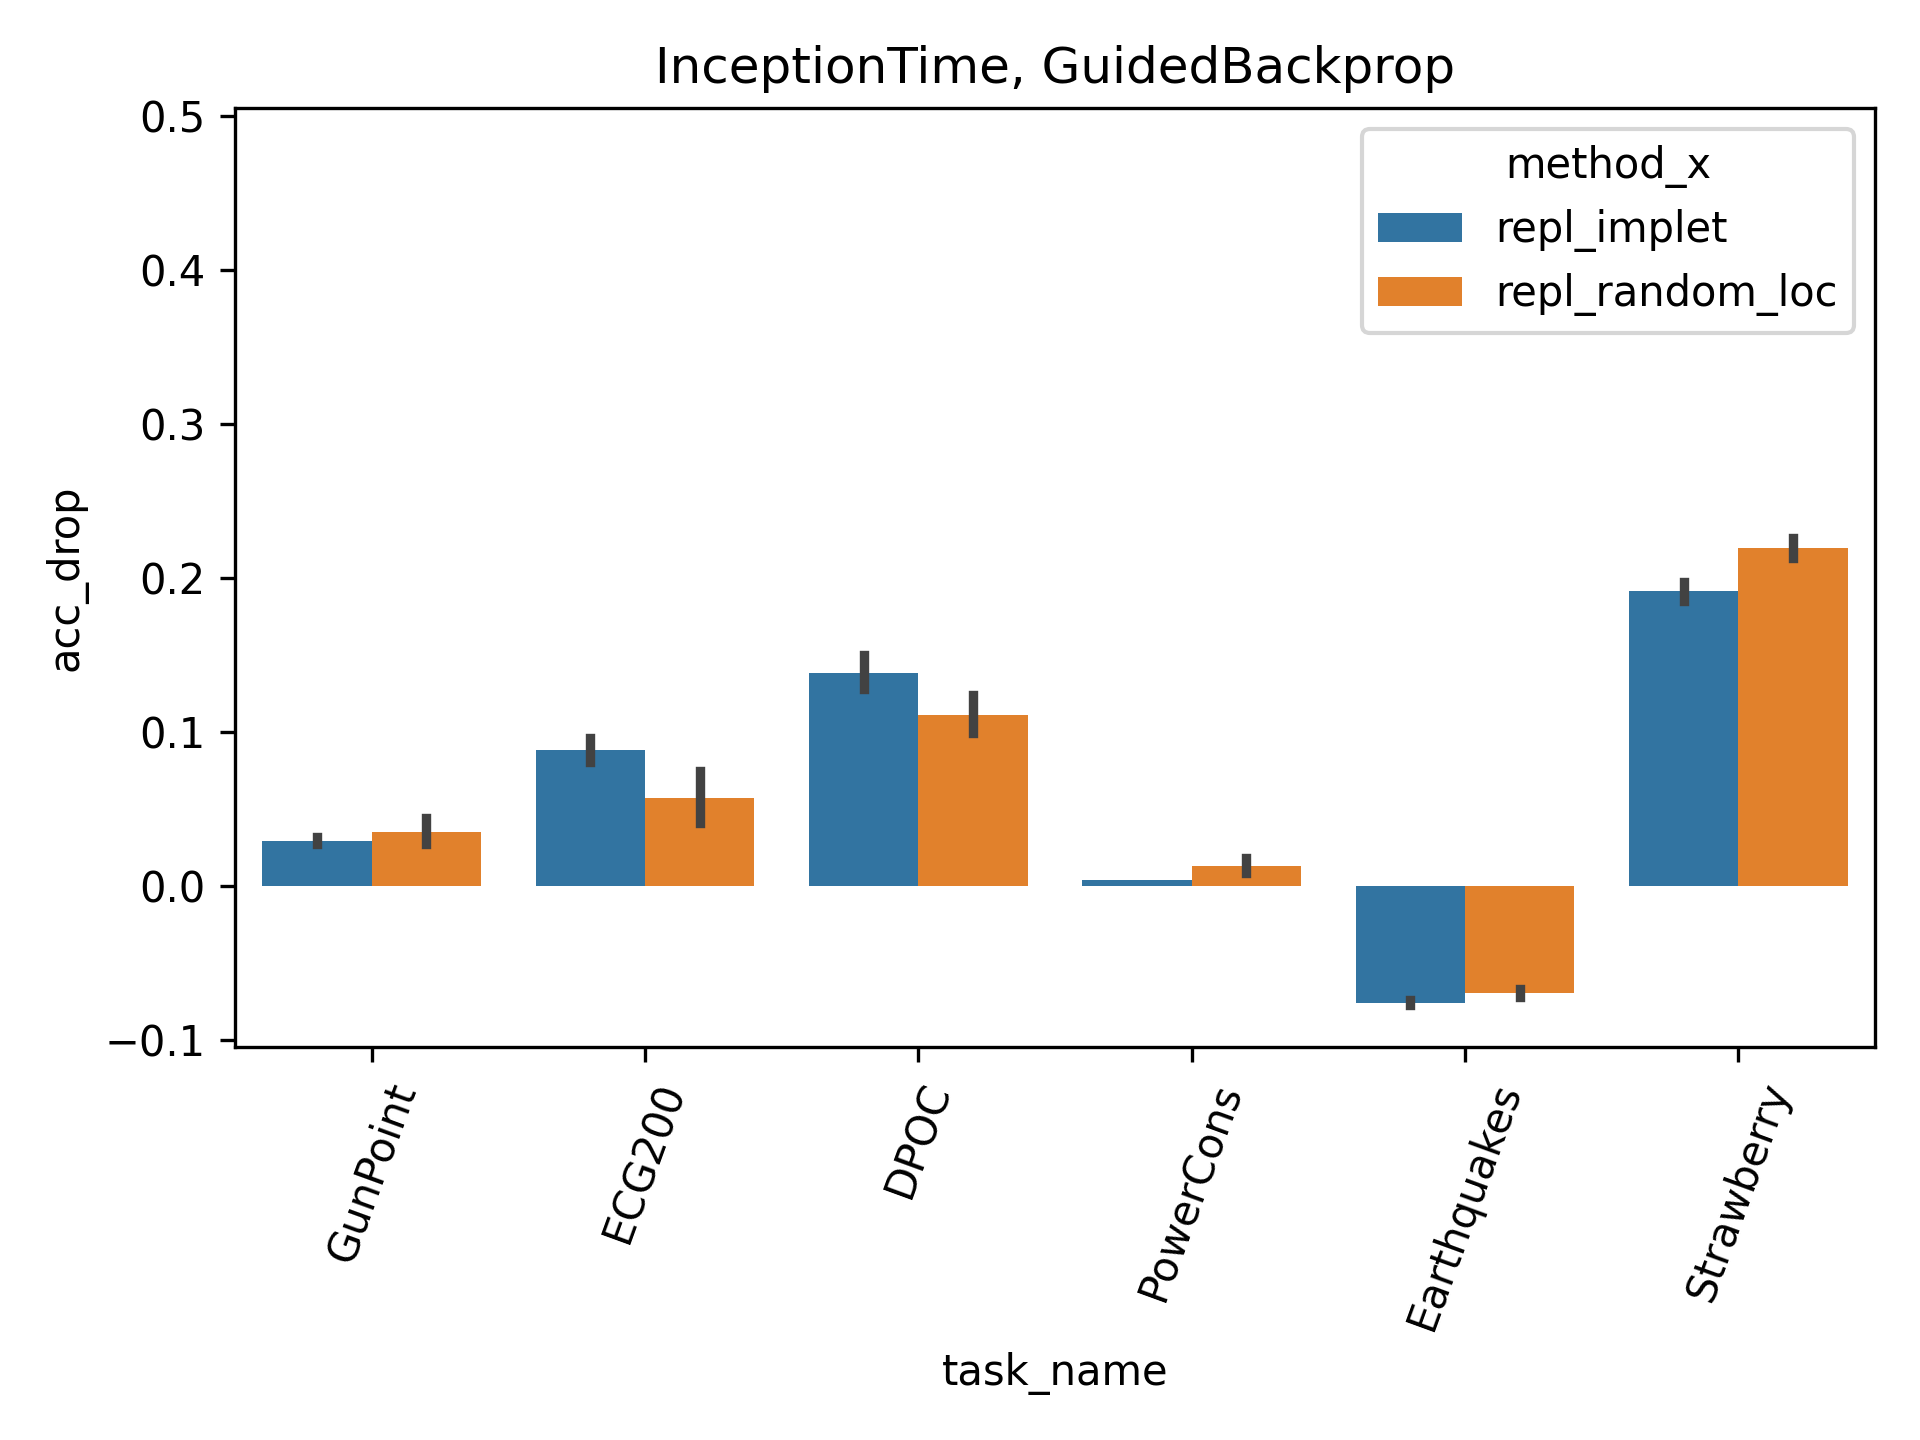 InceptionTime, GuidedBackprop
0.5
0.4
0.3
0.2
0.1
0.0
−0.1
acc_drop
method_x
repl_implet
repl_random_loc
GunPoint
ECG200
DPOC
PowerCons
Earthquakes
Strawberry
task_name